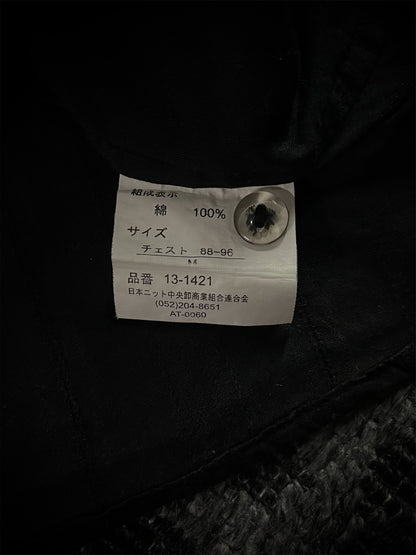 組成表示
綿 100%
サイズ
チェスト 88-96
品番 13-1421
日本ニット中央卸商業組合連合会
(052)204-8651
AT-0060